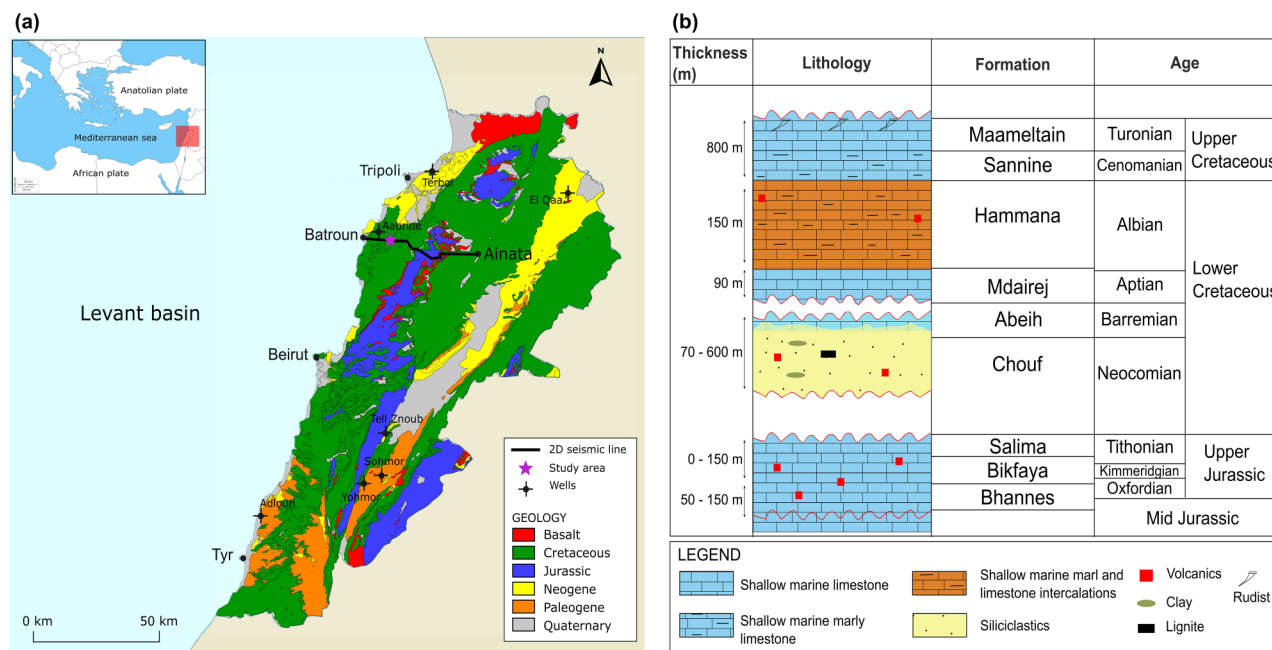 (a)
Anatolian plate
Mediterranean sea
African plate
N
Tripoli
Terbol
El Qaa
Aabrine
Batroun
Ainata
Levant basin
Beirut
Tell Znoub
Sohmor
Yohmor
Adloun
Tyr
0 km
50 km
2D seismic line
Study area
Wells
GEOLOGY
Basalt
Cretaceous
Jurassic
Neogene
Paleogene
Quaternary
(b)
Thickness (m)
Lithology
Formation
Age
800 m
Maameltain
Turonian
Upper Cretaceous
Sannine
Cenomanian
150 m
Hammana
Albian
Lower Cretaceous
90 m
Mdairej
Aptian
Abeih
Barremian
70 - 600 m
Chouf
Neocomian
Salima
Tithonian
Upper Jurassic
0 - 150 m
Bikfaya
Kimmeridgian
Oxfordian
50 - 150 m
Bhannes
Mid Jurassic
LEGEND
Shallow marine limestone
Shallow marine marly limestone
Shallow marine marl and limestone intercalations
Siliciclastics
Volcanics
Clay
Lignite
Rudist